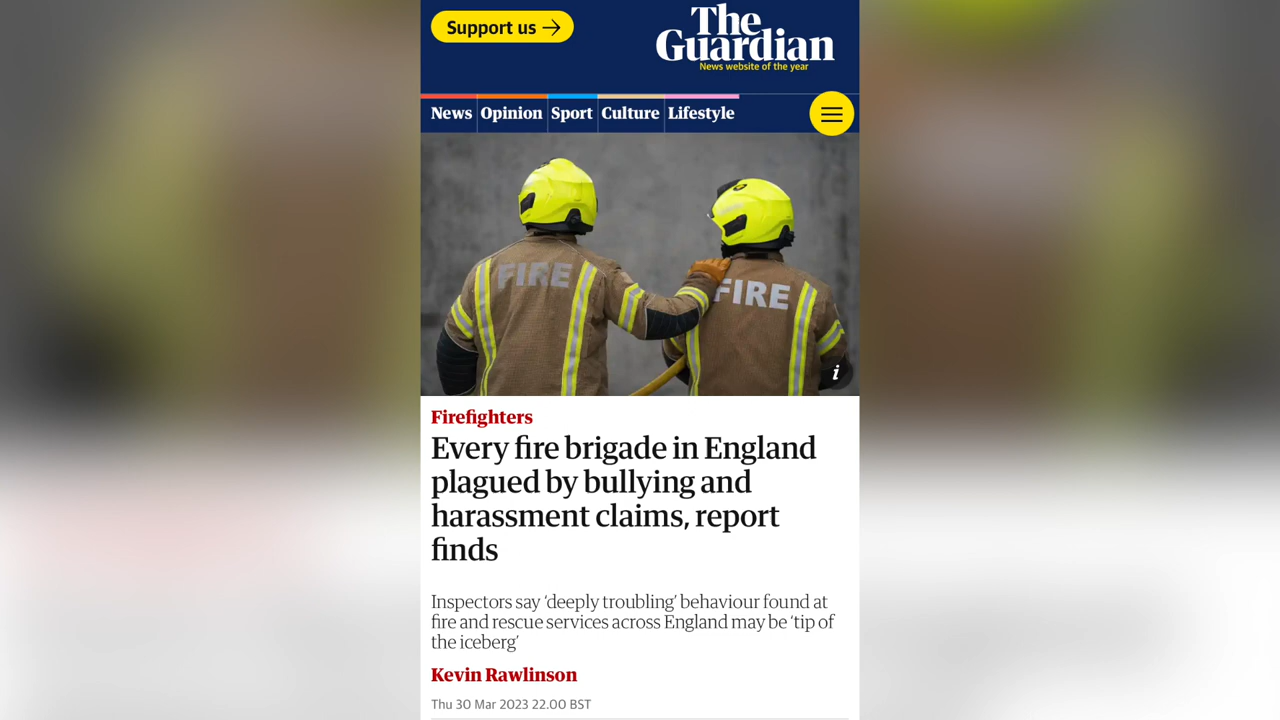 Support us
The
Guardian
News website of the year
News Opinion Sport Culture Lifestyle
FIRE
FIRE
i
Firefighters
Every fire brigade in England
plagued by bullying and
harassment claims, report
finds
Inspectors say ‘deeply troubling’ behaviour found at
fire and rescue services across England may be ‘tip of
the iceberg’
Kevin Rawlinson
Thu 30 Mar 2023 22.00 BST